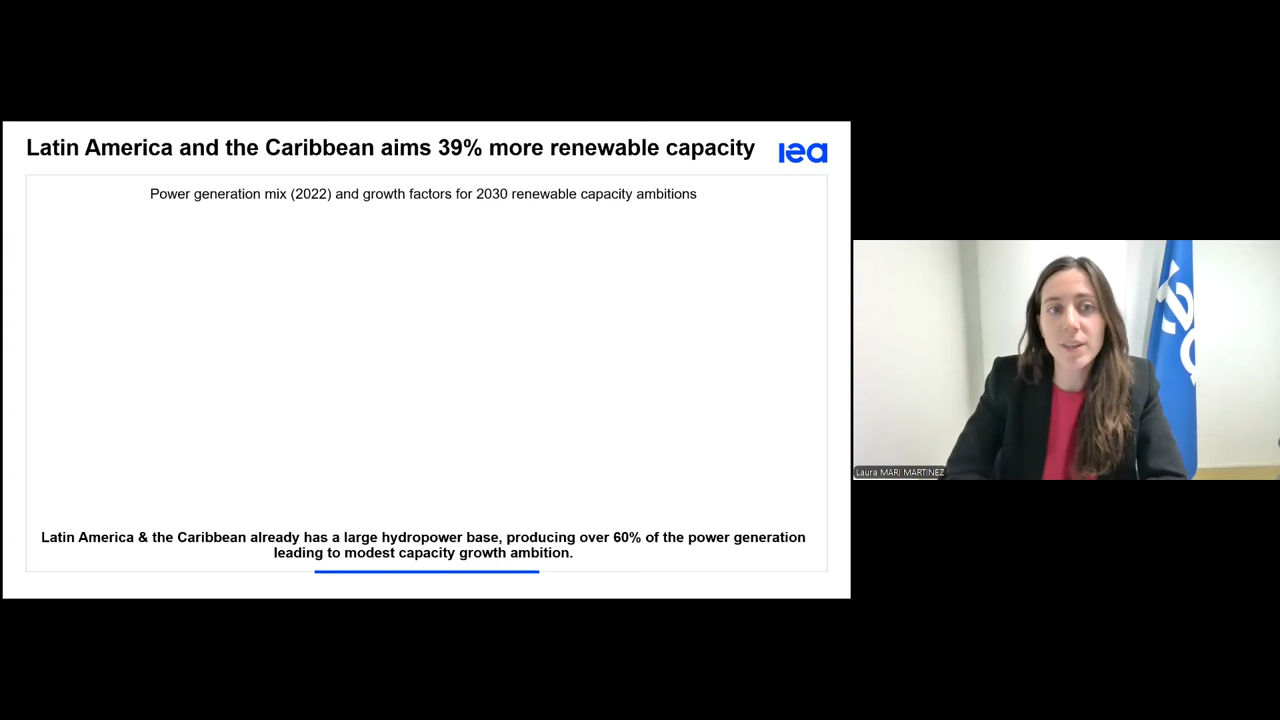 Latin America and the Caribbean aims 39% more renewable capacity
iea
Power generation mix (2022) and growth factors for 2030 renewable capacity ambitions
Latin America & the Caribbean already has a large hydropower base, producing over 60% of the power generation
leading to modest capacity growth ambition.
Laura MARI MARTINEZ